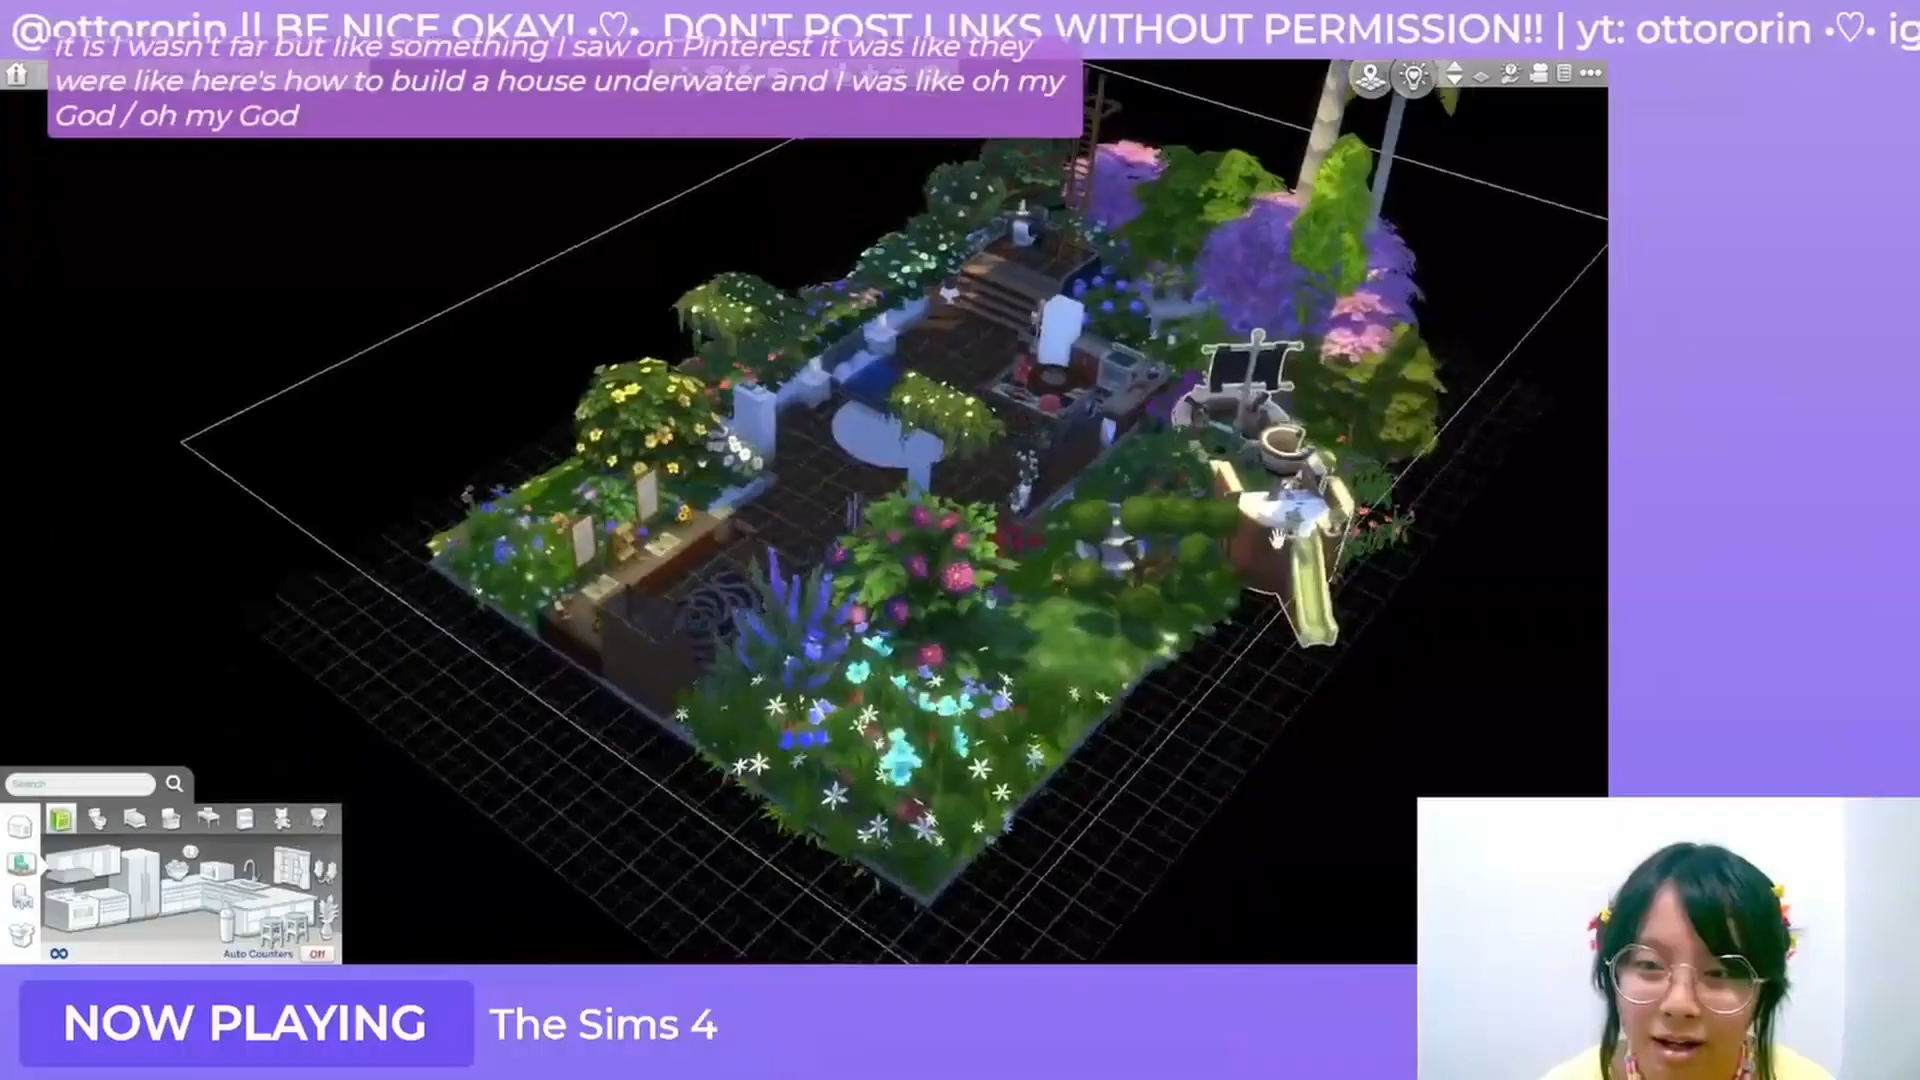 @ottororin || BE NICE OKAY! •♡• DON'T POST LINKS WITHOUT PERMISSION!! | yt: ottororin •♡• ig
it is I wasn't far but like something I saw on Pinterest it was like they
were like here's how to build a house underwater and I was like oh my
God / oh my God
Search
Auto Counters Off
NOW PLAYING The Sims 4